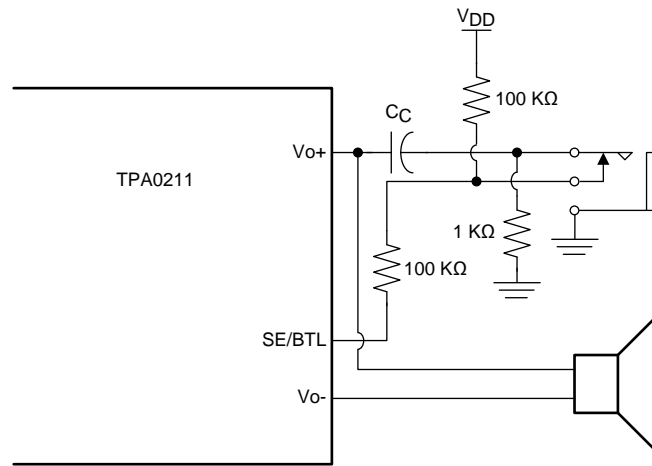 VDD
100 KΩ
CC
Vo+
TPA0211
1 KΩ
100 KΩ
SE/BTL
Vo-